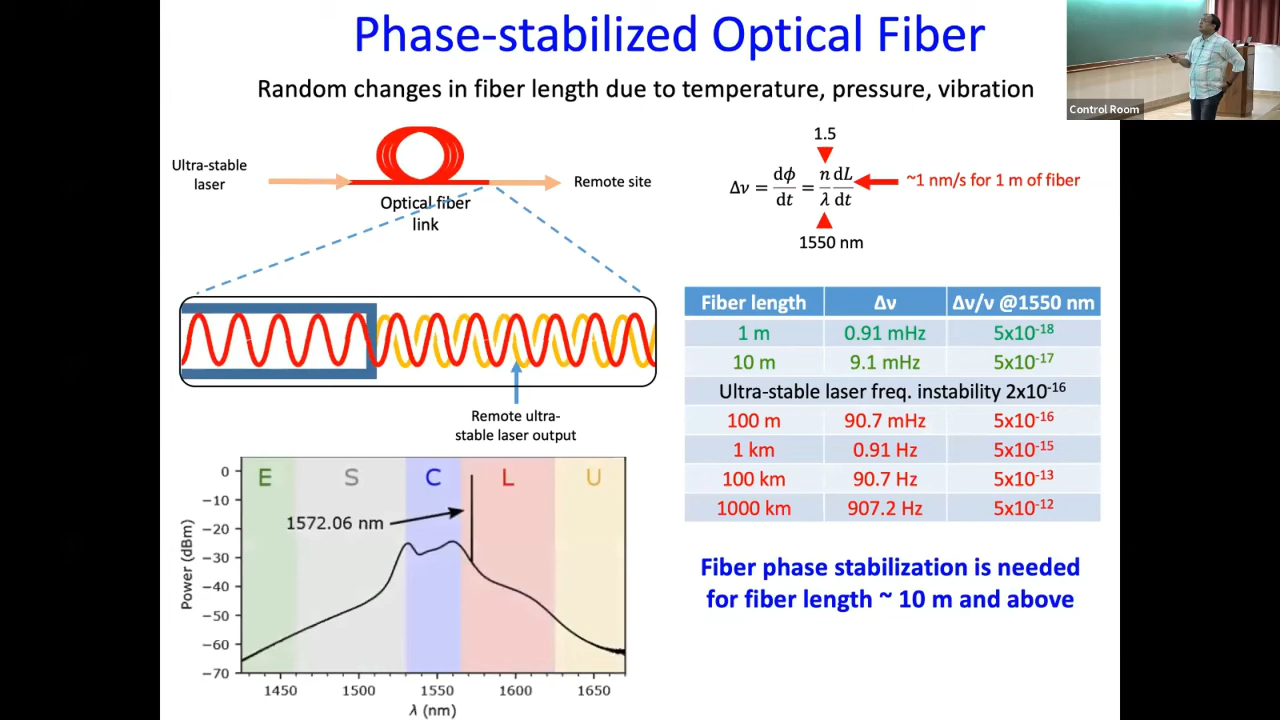 Phase-stabilized Optical Fiber
Control Room
Random changes in fiber length due to temperature, pressure, vibration
Ultra-stable
laser
Optical fiber
link
Remote site
1.5
Δν = dϕ/dt = n/λ dL/dt
~1 nm/s for 1 m of fiber
1550 nm
Remote ultra-
stable laser output
Fiber length Δν Δν/ν @1550 nm
1 m 0.91 mHz 5x10⁻¹⁸
10 m 9.1 mHz 5x10⁻¹⁷
Ultra-stable laser freq. instability 2x10⁻¹⁶
100 m 90.7 mHz 5x10⁻¹⁶
1 km 0.91 Hz 5x10⁻¹⁵
100 km 90.7 Hz 5x10⁻¹³
1000 km 907.2 Hz 5x10⁻¹²
E S C L U
1572.06 nm
Power (dBm)
0
−10
−20
−30
−40
−50
−60
−70
1450 1500 1550 1600 1650
λ (nm)
Fiber phase stabilization is needed
for fiber length ~ 10 m and above